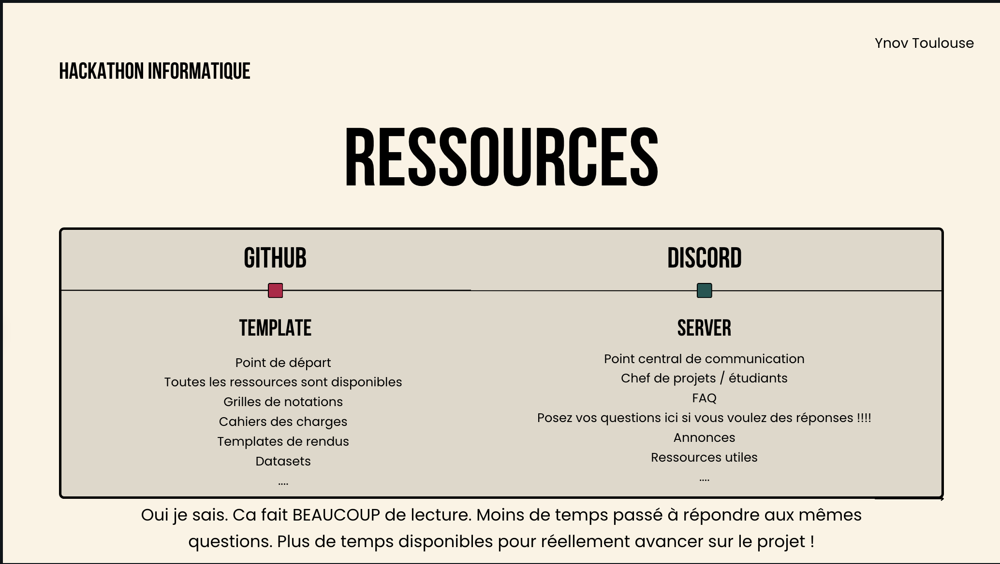 Ynov Toulouse
HACKATHON INFORMATIQUE
RESSOURCES
GITHUB
TEMPLATE
Point de départ
Toutes les ressources sont disponibles
Grilles de notations
Cahiers des charges
Templates de rendus
Datasets
....
DISCORD
SERVER
Point central de communication
Chef de projets / étudiants
FAQ
Posez vos questions ici si vous voulez des réponses !!!!
Annonces
Ressources utiles
....
Oui je sais. Ca fait BEAUCOUP de lecture. Moins de temps passé à répondre aux mêmes
questions. Plus de temps disponibles pour réellement avancer sur le projet !